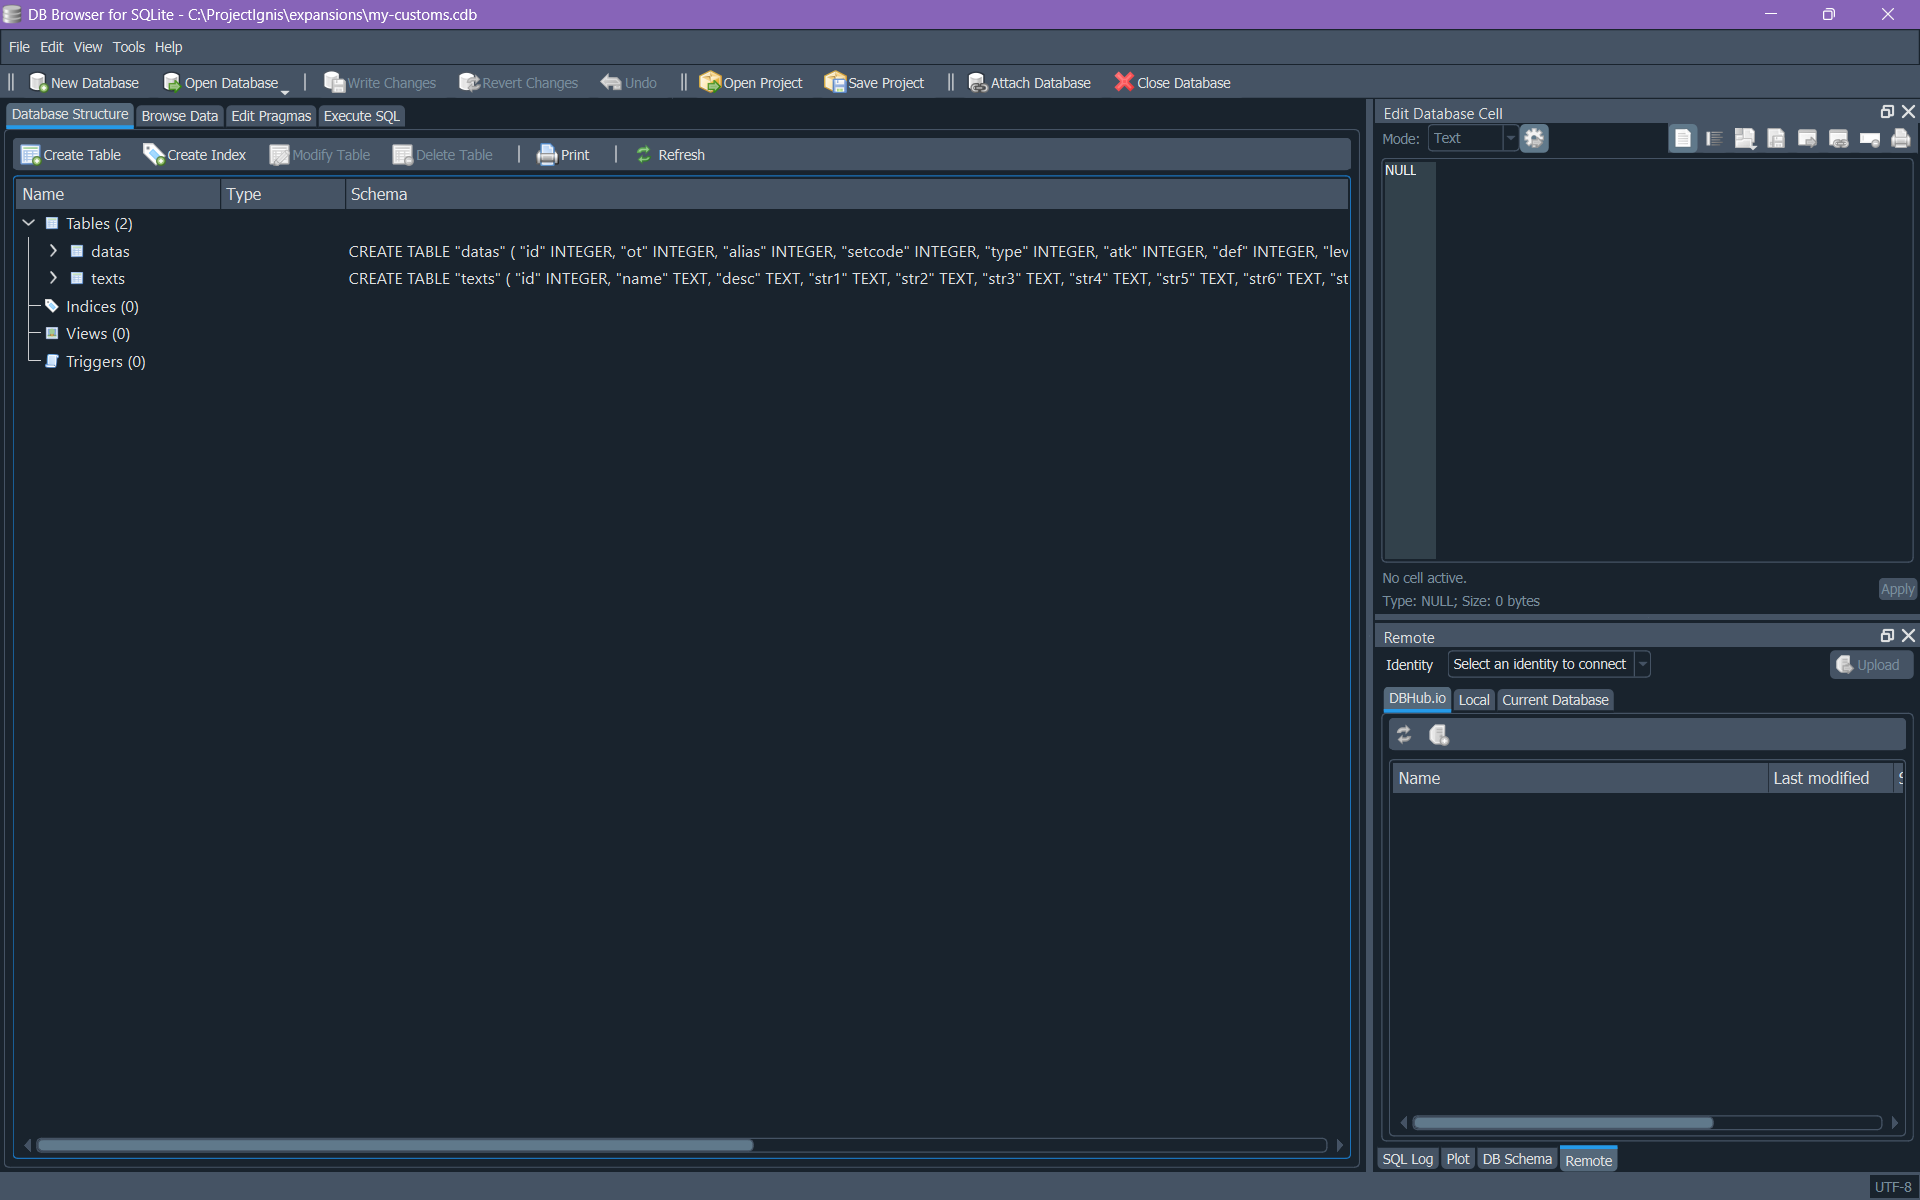 DB Browser for SQLite - C:\ProjectIgnis\expansions\my-customs.cdb
File Edit View Tools Help
New Database Open Database Write Changes Revert Changes Undo Open Project Save Project Attach Database Close Database
Database Structure Browse Data Edit Pragmas Execute SQL
Create Table Create Index Modify Table Delete Table Print Refresh
Name Type Schema
Tables (2)
datas CREATE TABLE "datas" ( "id" INTEGER, "ot" INTEGER, "alias" INTEGER, "setcode" INTEGER, "type" INTEGER, "atk" INTEGER, "def" INTEGER, "lev
texts CREATE TABLE "texts" ( "id" INTEGER, "name" TEXT, "desc" TEXT, "str1" TEXT, "str2" TEXT, "str3" TEXT, "str4" TEXT, "str5" TEXT, "str6" TEXT, "st
Indices (0)
Views (0)
Triggers (0)
Edit Database Cell
Mode: Text
NULL
No cell active.
Type: NULL; Size: 0 bytes
Apply
Remote
Identity Select an identity to connect Upload
DBHub.io Local Current Database
Name Last modified
SQL Log Plot DB Schema Remote
UTF-8